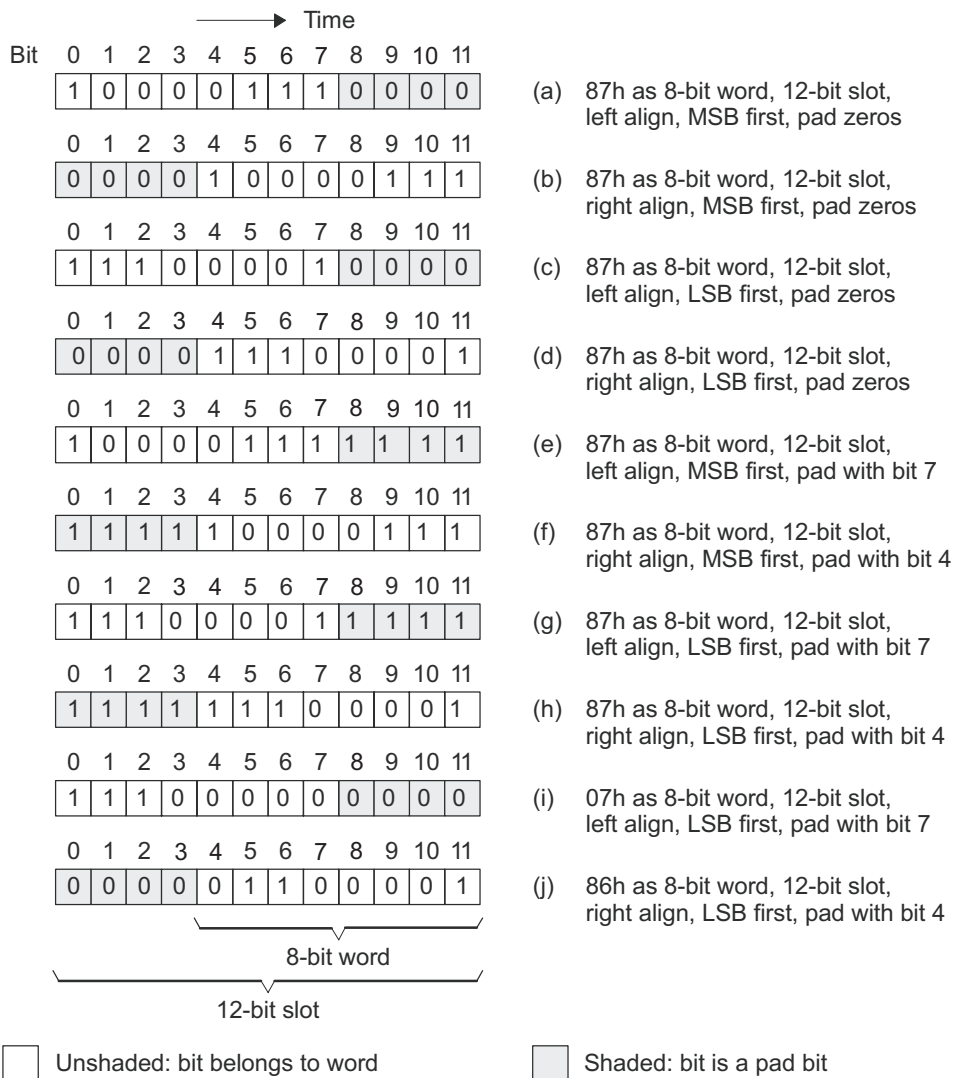 Time
Bit 0 1 2 3 4 5 6 7 8 9 10 11
1 0 0 0 0 1 1 1 0 0 0 0
(a) 87h as 8-bit word, 12-bit slot,
left align, MSB first, pad zeros
0 1 2 3 4 5 6 7 8 9 10 11
0 0 0 0 1 0 0 0 0 1 1 1
(b) 87h as 8-bit word, 12-bit slot,
right align, MSB first, pad zeros
0 1 2 3 4 5 6 7 8 9 10 11
1 1 1 0 0 0 0 1 0 0 0 0
(c) 87h as 8-bit word, 12-bit slot,
left align, LSB first, pad zeros
0 1 2 3 4 5 6 7 8 9 10 11
0 0 0 0 1 1 1 0 0 0 0 1
(d) 87h as 8-bit word, 12-bit slot,
right align, LSB first, pad zeros
0 1 2 3 4 5 6 7 8 9 10 11
1 0 0 0 0 1 1 1 1 1 1 1
(e) 87h as 8-bit word, 12-bit slot,
left align, MSB first, pad with bit 7
0 1 2 3 4 5 6 7 8 9 10 11
1 1 1 1 1 0 0 0 0 1 1 1
(f) 87h as 8-bit word, 12-bit slot,
right align, MSB first, pad with bit 4
0 1 2 3 4 5 6 7 8 9 10 11
1 1 1 0 0 0 0 1 1 1 1 1
(g) 87h as 8-bit word, 12-bit slot,
left align, LSB first, pad with bit 7
0 1 2 3 4 5 6 7 8 9 10 11
1 1 1 1 1 1 1 0 0 0 0 1
(h) 87h as 8-bit word, 12-bit slot,
right align, LSB first, pad with bit 4
0 1 2 3 4 5 6 7 8 9 10 11
1 1 1 0 0 0 0 0 0 0 0 0
(i) 07h as 8-bit word, 12-bit slot,
left align, LSB first, pad with bit 7
0 1 2 3 4 5 6 7 8 9 10 11
0 0 0 0 0 1 1 0 0 0 0 1
(j) 86h as 8-bit word, 12-bit slot,
right align, LSB first, pad with bit 4
8-bit word
12-bit slot
Unshaded: bit belongs to word
Shaded: bit is a pad bit